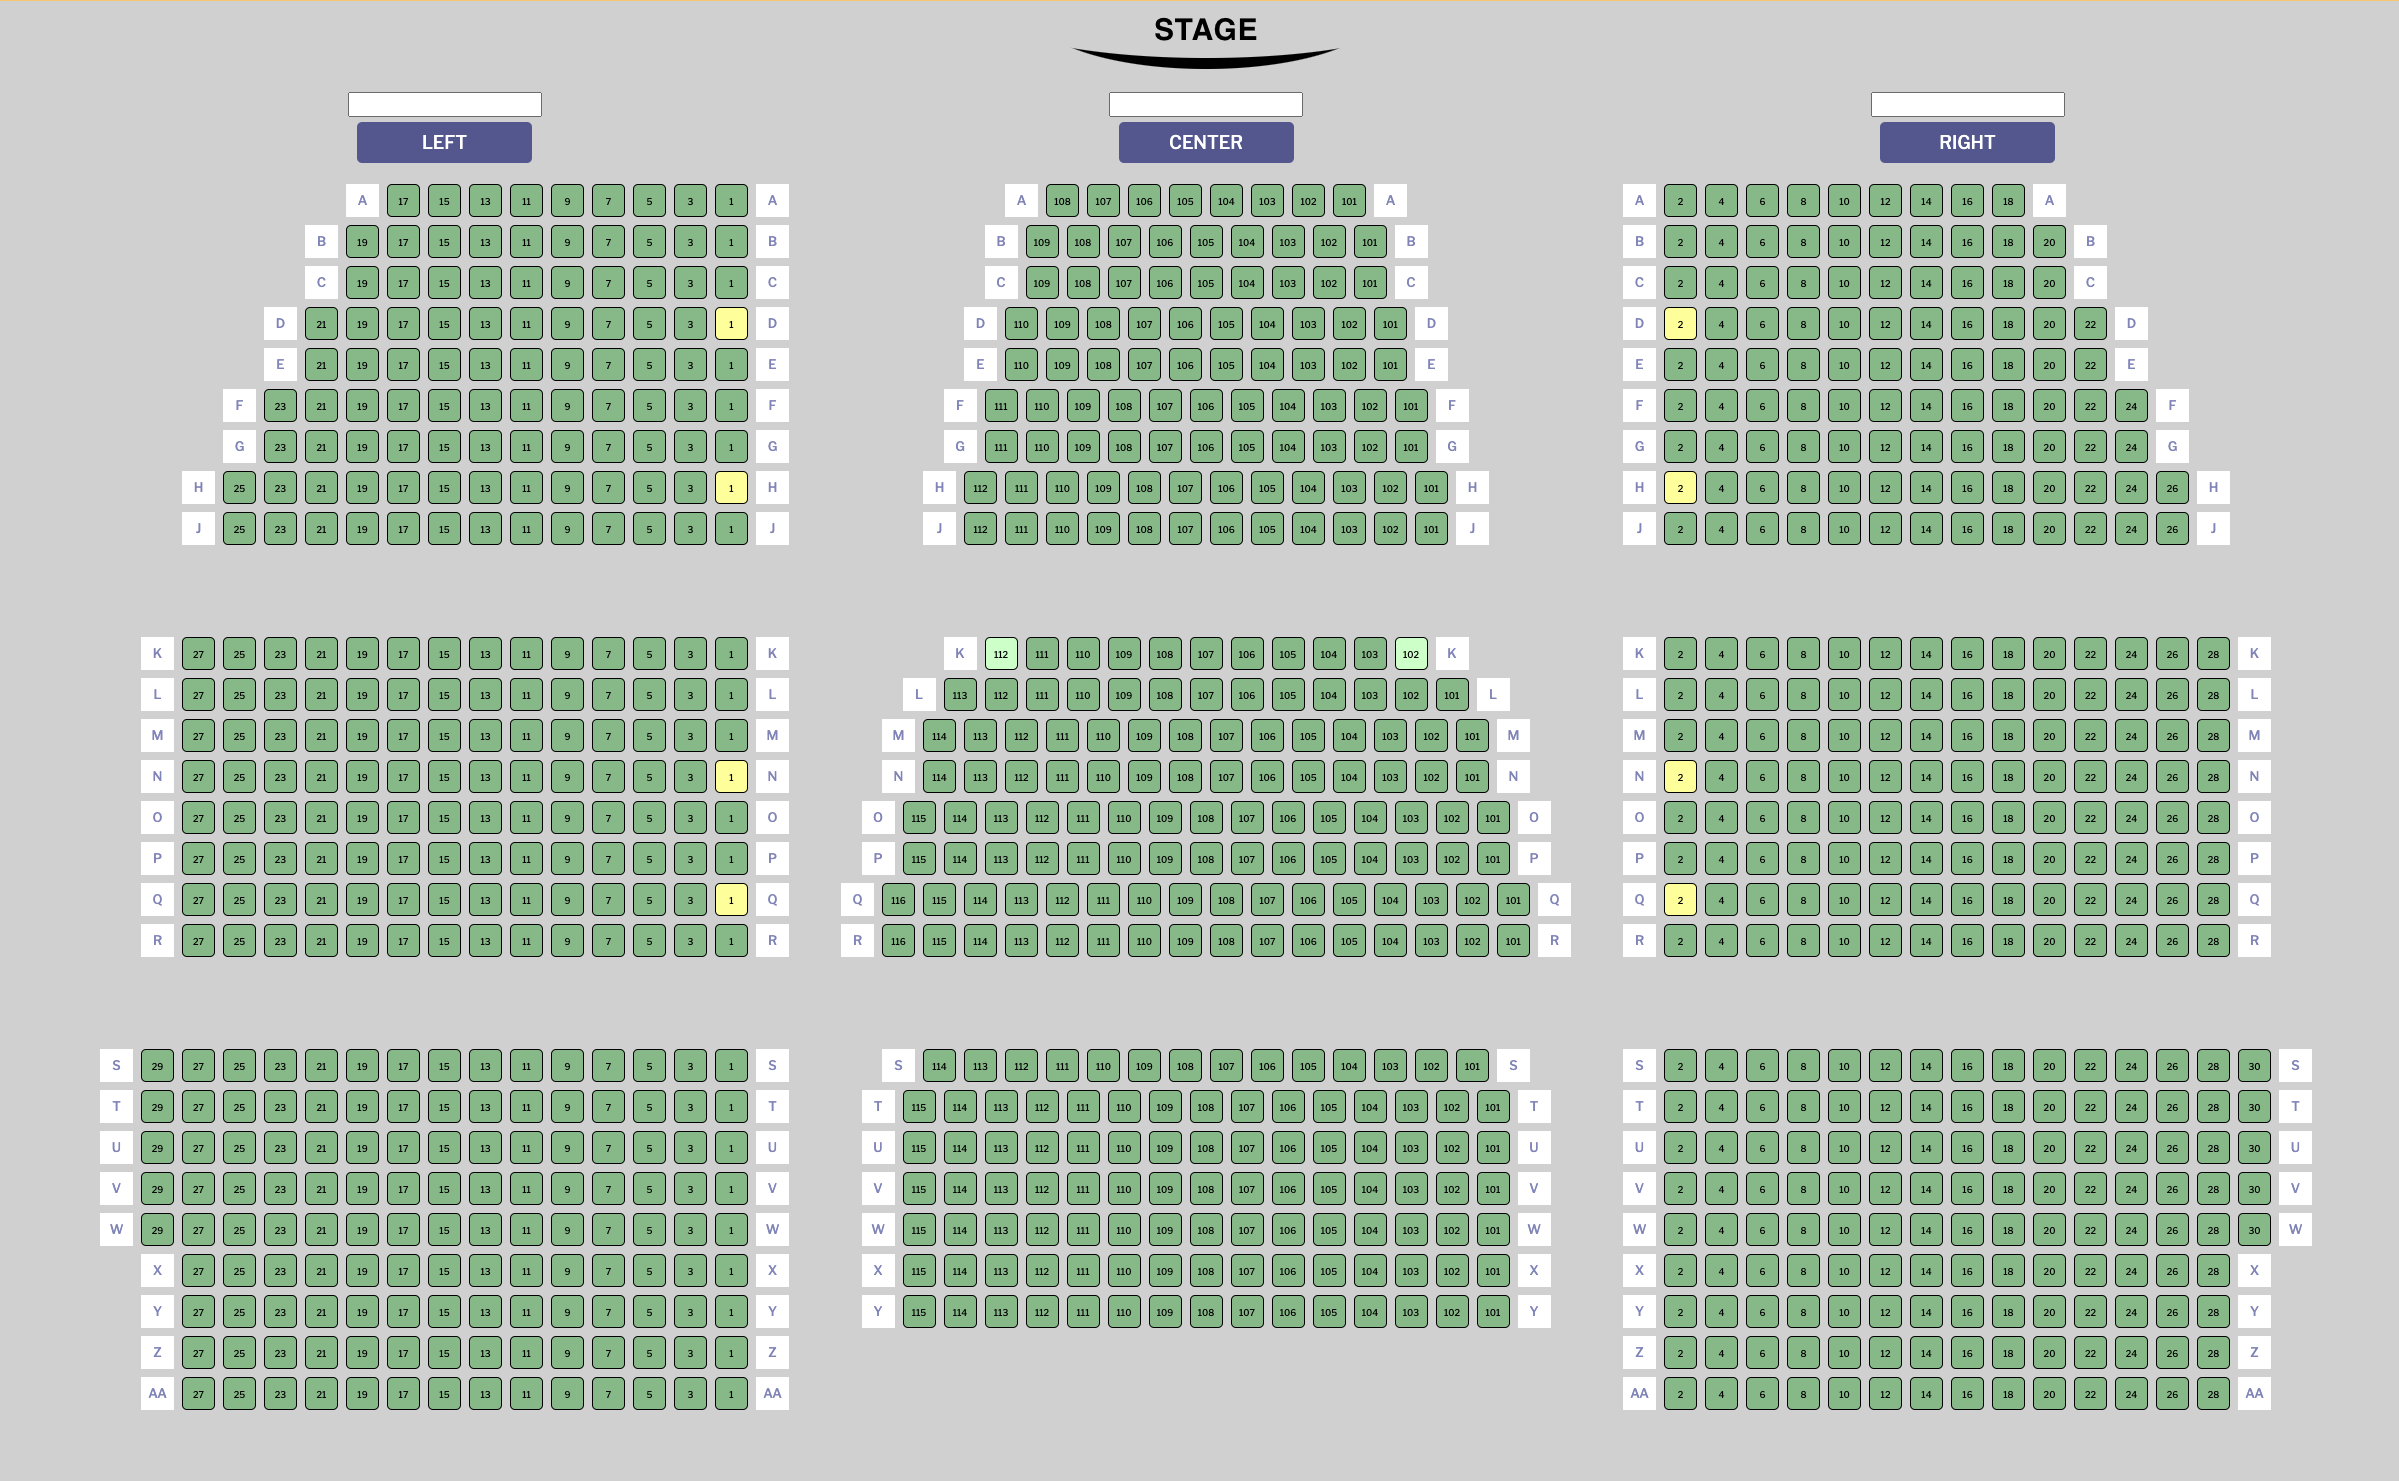 STAGE
LEFT CENTER RIGHT
A 17 15 13 11 9 7 5 3 1 A A 108 107 106 105 104 103 102 101 A A 2 4 6 8 10 12 14 16 18 A
B 19 17 15 13 11 9 7 5 3 1 B B 109 108 107 106 105 104 103 102 101 B B 2 4 6 8 10 12 14 16 18 20 B
C 19 17 15 13 11 9 7 5 3 1 C C 109 108 107 106 105 104 103 102 101 C C 2 4 6 8 10 12 14 16 18 20 C
D 21 19 17 15 13 11 9 7 5 3 1 D D 110 109 108 107 106 105 104 103 102 101 D D 2 4 6 8 10 12 14 16 18 20 22 D
E 21 19 17 15 13 11 9 7 5 3 1 E E 110 109 108 107 106 105 104 103 102 101 E E 2 4 6 8 10 12 14 16 18 20 22 E
F 23 21 19 17 15 13 11 9 7 5 3 1 F F 111 110 109 108 107 106 105 104 103 102 101 F F 2 4 6 8 10 12 14 16 18 20 22 24 F
G 23 21 19 17 15 13 11 9 7 5 3 1 G G 111 110 109 108 107 106 105 104 103 102 101 G G 2 4 6 8 10 12 14 16 18 20 22 24 G
H 25 23 21 19 17 15 13 11 9 7 5 3 1 H H 112 111 110 109 108 107 106 105 104 103 102 101 H H 2 4 6 8 10 12 14 16 18 20 22 24 26 H
J 25 23 21 19 17 15 13 11 9 7 5 3 1 J J 112 111 110 109 108 107 106 105 104 103 102 101 J J 2 4 6 8 10 12 14 16 18 20 22 24 26 J
K 27 25 23 21 19 17 15 13 11 9 7 5 3 1 K K 112 111 110 109 108 107 106 105 104 103 102 K K 2 4 6 8 10 12 14 16 18 20 22 24 26 28 K
L 27 25 23 21 19 17 15 13 11 9 7 5 3 1 L L 113 112 111 110 109 108 107 106 105 104 103 102 101 L L 2 4 6 8 10 12 14 16 18 20 22 24 26 28 L
M 27 25 23 21 19 17 15 13 11 9 7 5 3 1 M M 114 113 112 111 110 109 108 107 106 105 104 103 102 101 M M 2 4 6 8 10 12 14 16 18 20 22 24 26 28 M
N 27 25 23 21 19 17 15 13 11 9 7 5 3 1 N N 114 113 112 111 110 109 108 107 106 105 104 103 102 101 N N 2 4 6 8 10 12 14 16 18 20 22 24 26 28 N
O 27 25 23 21 19 17 15 13 11 9 7 5 3 1 O O 115 114 113 112 111 110 109 108 107 106 105 104 103 102 101 O O 2 4 6 8 10 12 14 16 18 20 22 24 26 28 O
P 27 25 23 21 19 17 15 13 11 9 7 5 3 1 P P 115 114 113 112 111 110 109 108 107 106 105 104 103 102 101 P P 2 4 6 8 10 12 14 16 18 20 22 24 26 28 P
Q 27 25 23 21 19 17 15 13 11 9 7 5 3 1 Q Q 116 115 114 113 112 111 110 109 108 107 106 105 104 103 102 101 Q Q 2 4 6 8 10 12 14 16 18 20 22 24 26 28 Q
R 27 25 23 21 19 17 15 13 11 9 7 5 3 1 R R 116 115 114 113 112 111 110 109 108 107 106 105 104 103 102 101 R R 2 4 6 8 10 12 14 16 18 20 22 24 26 28 R
S 29 27 25 23 21 19 17 15 13 11 9 7 5 3 1 S S 114 113 112 111 110 109 108 107 106 105 104 103 102 101 S S 2 4 6 8 10 12 14 16 18 20 22 24 26 28 30 S
T 29 27 25 23 21 19 17 15 13 11 9 7 5 3 1 T T 115 114 113 112 111 110 109 108 107 106 105 104 103 102 101 T T 2 4 6 8 10 12 14 16 18 20 22 24 26 28 30 T
U 29 27 25 23 21 19 17 15 13 11 9 7 5 3 1 U U 115 114 113 112 111 110 109 108 107 106 105 104 103 102 101 U U 2 4 6 8 10 12 14 16 18 20 22 24 26 28 30 U
V 29 27 25 23 21 19 17 15 13 11 9 7 5 3 1 V V 115 114 113 112 111 110 109 108 107 106 105 104 103 102 101 V V 2 4 6 8 10 12 14 16 18 20 22 24 26 28 30 V
W 29 27 25 23 21 19 17 15 13 11 9 7 5 3 1 W W 115 114 113 112 111 110 109 108 107 106 105 104 103 102 101 W W 2 4 6 8 10 12 14 16 18 20 22 24 26 28 30 W
X 27 25 23 21 19 17 15 13 11 9 7 5 3 1 X X 115 114 113 112 111 110 109 108 107 106 105 104 103 102 101 X X 2 4 6 8 10 12 14 16 18 20 22 24 26 28 X
Y 27 25 23 21 19 17 15 13 11 9 7 5 3 1 Y Y 115 114 113 112 111 110 109 108 107 106 105 104 103 102 101 Y Y 2 4 6 8 10 12 14 16 18 20 22 24 26 28 Y
Z 27 25 23 21 19 17 15 13 11 9 7 5 3 1 Z Z 2 4 6 8 10 12 14 16 18 20 22 24 26 28 Z
AA 27 25 23 21 19 17 15 13 11 9 7 5 3 1 AA AA 2 4 6 8 10 12 14 16 18 20 22 24 26 28 AA